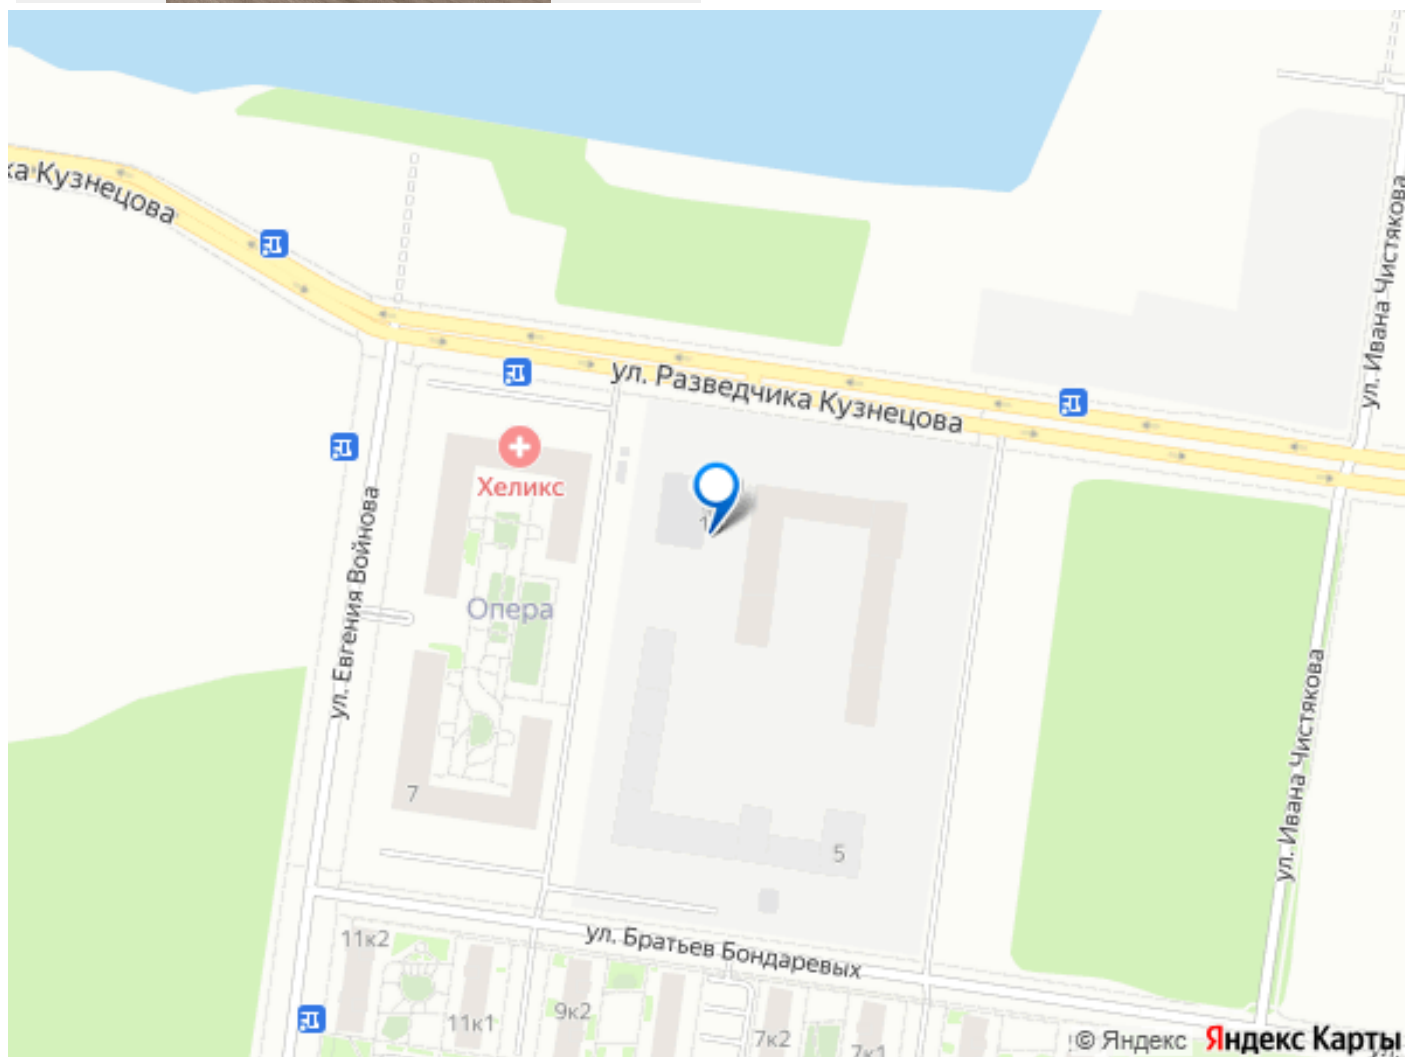 ка Кузнецова
ул. Ивана Чистякова
ул. Разведчика Кузнецова
Хеликс
1
ул. Евгения Войнова
Опера
ул. Ивана Чистякова
7
5
11к2
ул. Братьев Бондаревых
9к2
11к1
7к2
7к1
© Яндекс Яндекс Карты